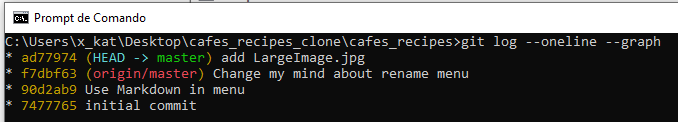 Prompt de Comando
C:\Users\x_kat\Desktop\cafes_recipes_clone\cafes_recipes>git log --oneline --graph
* ad77974 (HEAD -> master) add LargeImage.jpg
* f7dbf63 (origin/master) Change my mind about rename menu
* 90d2ab9 Use Markdown in menu
* 7477765 initial commit